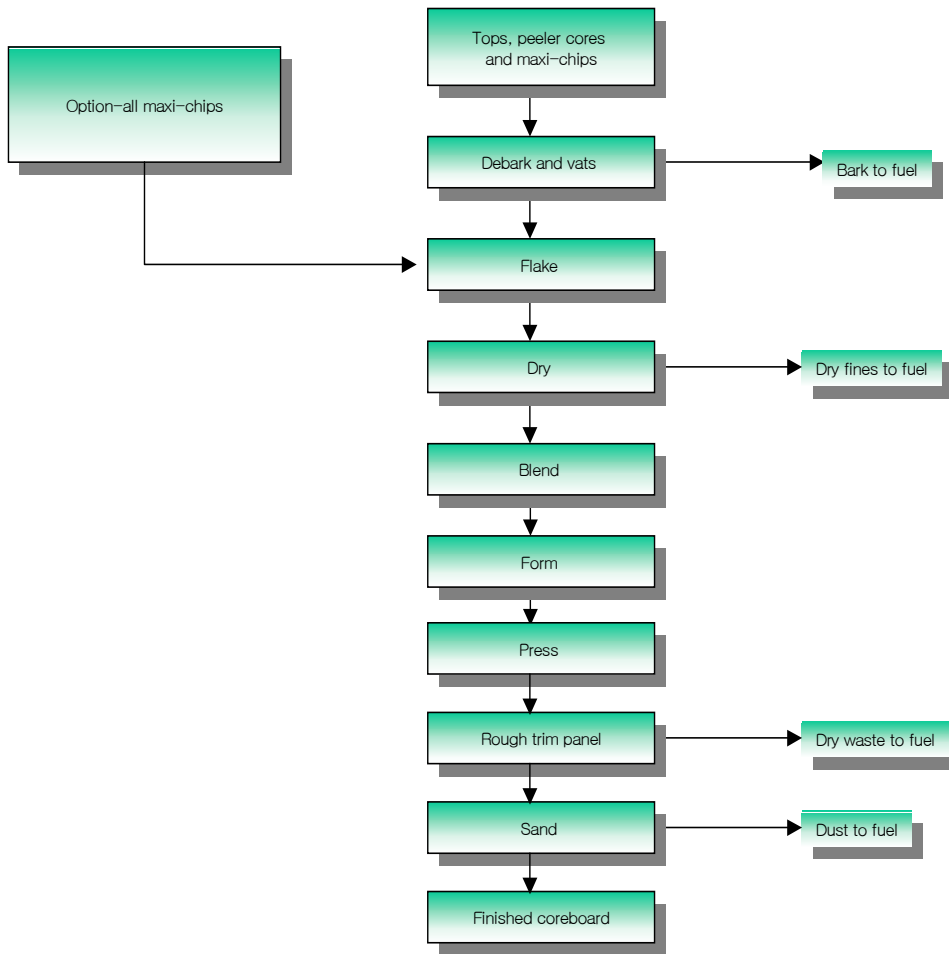 Tops, peeler cores
and maxi-chips
Option-all maxi-chips
Debark and vats
Bark to fuel
Flake
Dry
Dry fines to fuel
Blend
Form
Press
Rough trim panel
Dry waste to fuel
Sand
Dust to fuel
Finished coreboard